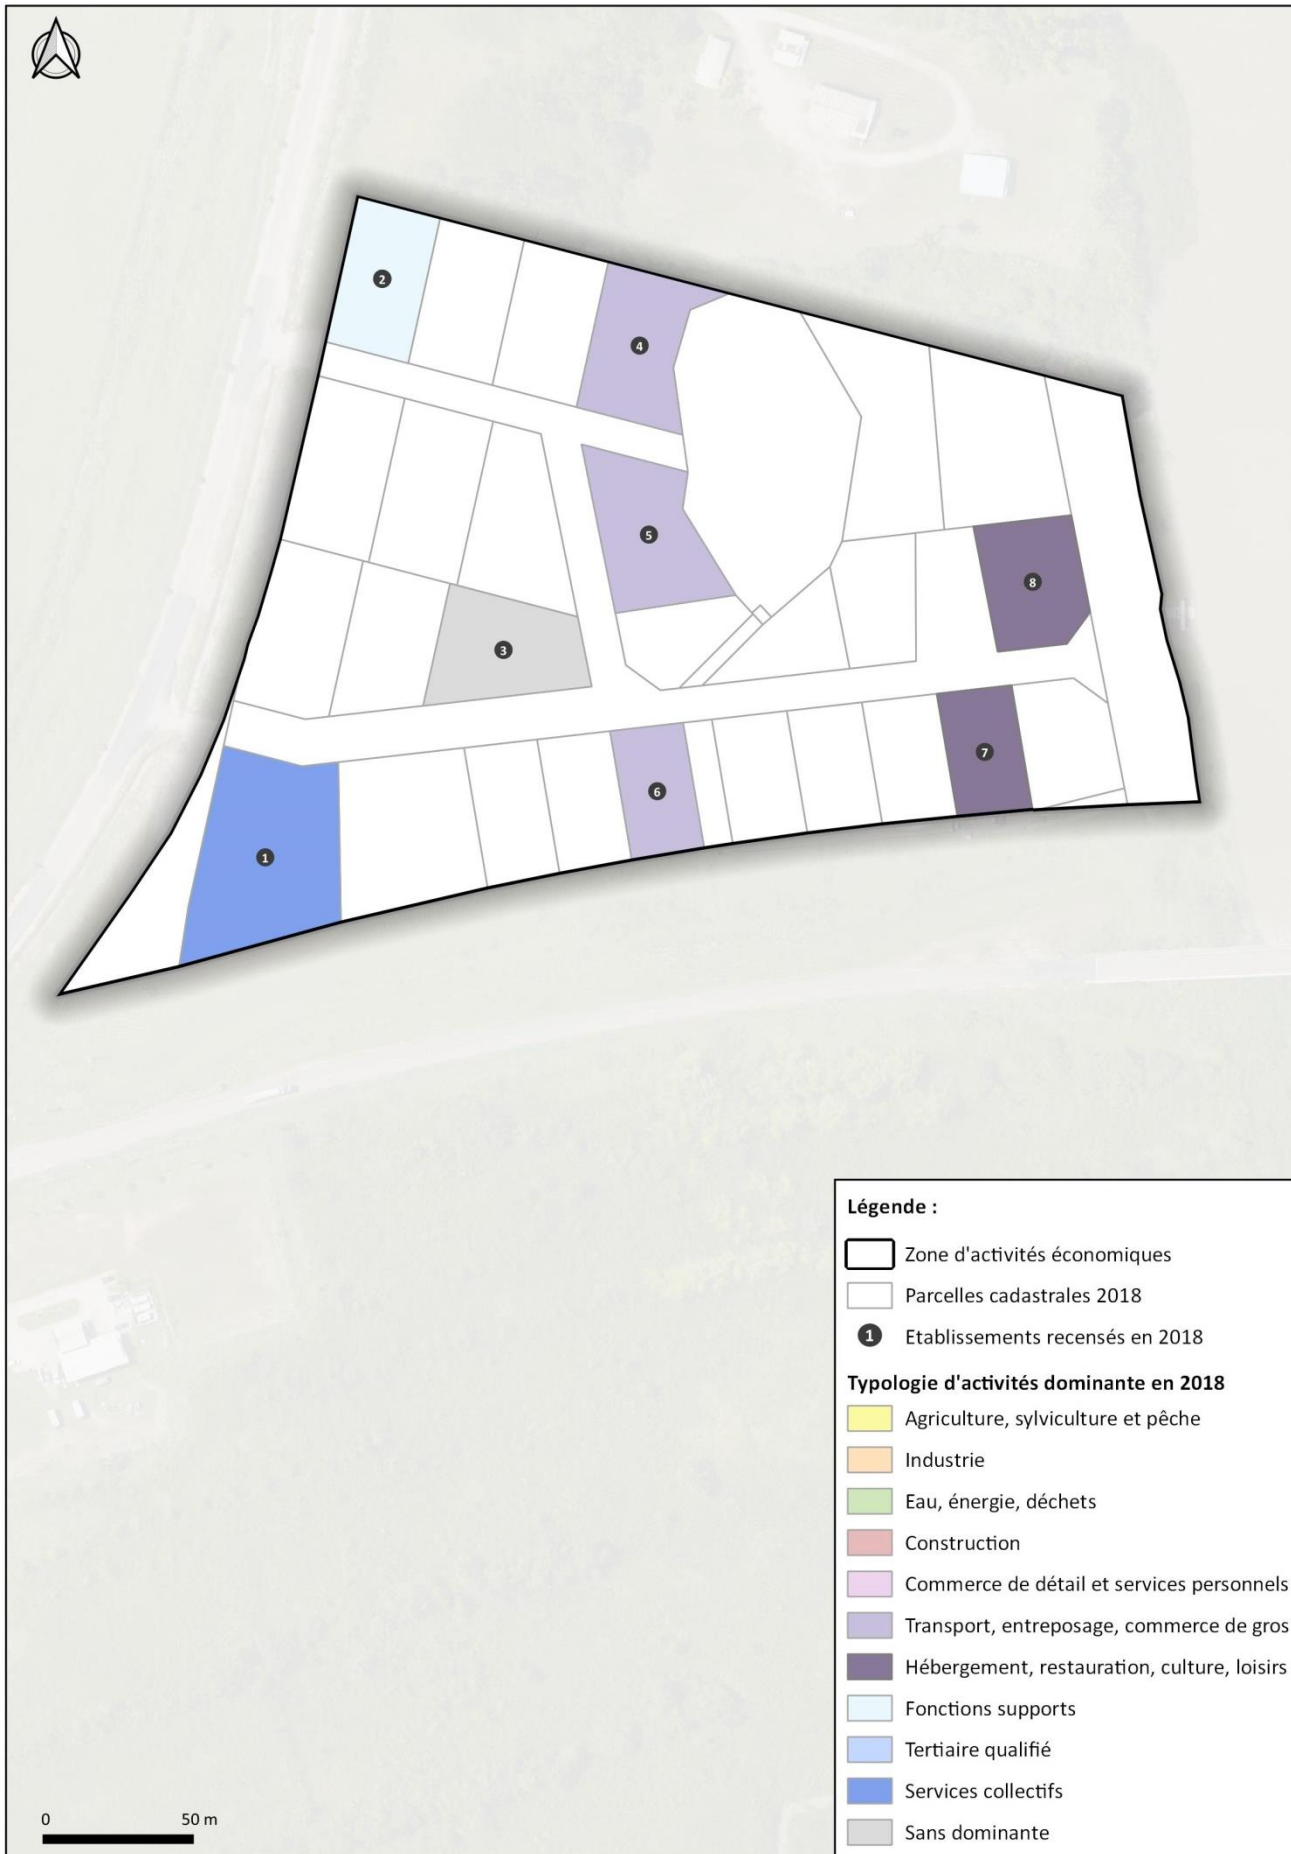 2
4
5
8
3
7
6
1
Légende :
Zone d'activités économiques
Parcelles cadastrales 2018
1 Etablissements recensés en 2018
Typologie d'activités dominante en 2018
Agriculture, sylviculture et pêche
Industrie
Eau, énergie, déchets
Construction
Commerce de détail et services personnels
Transport, entreposage, commerce de gros
Hébergement, restauration, culture, loisirs
Fonctions supports
Tertiaire qualifié
Services collectifs
Sans dominante
0 50 m